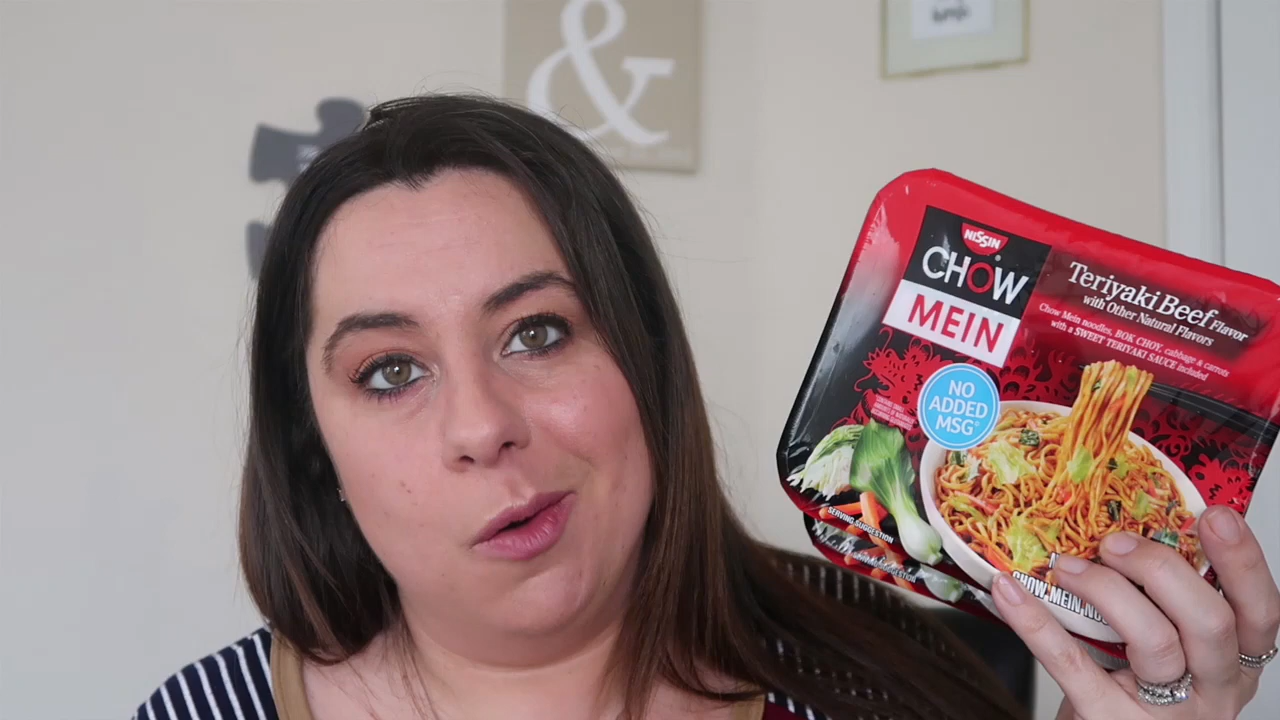 &
NISSIN
CHOW
MEIN
Teriyaki Beef Flavor
with Other Natural Flavors
Chow Mein noodles, BOK CHOY, cabbage & carrots
with a SWEET TERIYAKI SAUCE included
NO
ADDED
MSG
SERVING SUGGESTION
CHOW MEIN